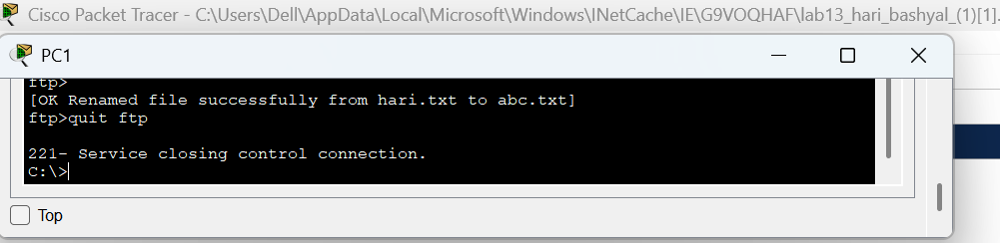 Cisco Packet Tracer - C:\Users\Dell\AppData\Local\Microsoft\Windows\INetCache\IE\G9VOQHAF\lab13_hari_bashyal_(1)[1].
PC1
ftp>
[OK Renamed file successfully from hari.txt to abc.txt]
ftp>quit ftp
221- Service closing control connection.
C:\>
Top